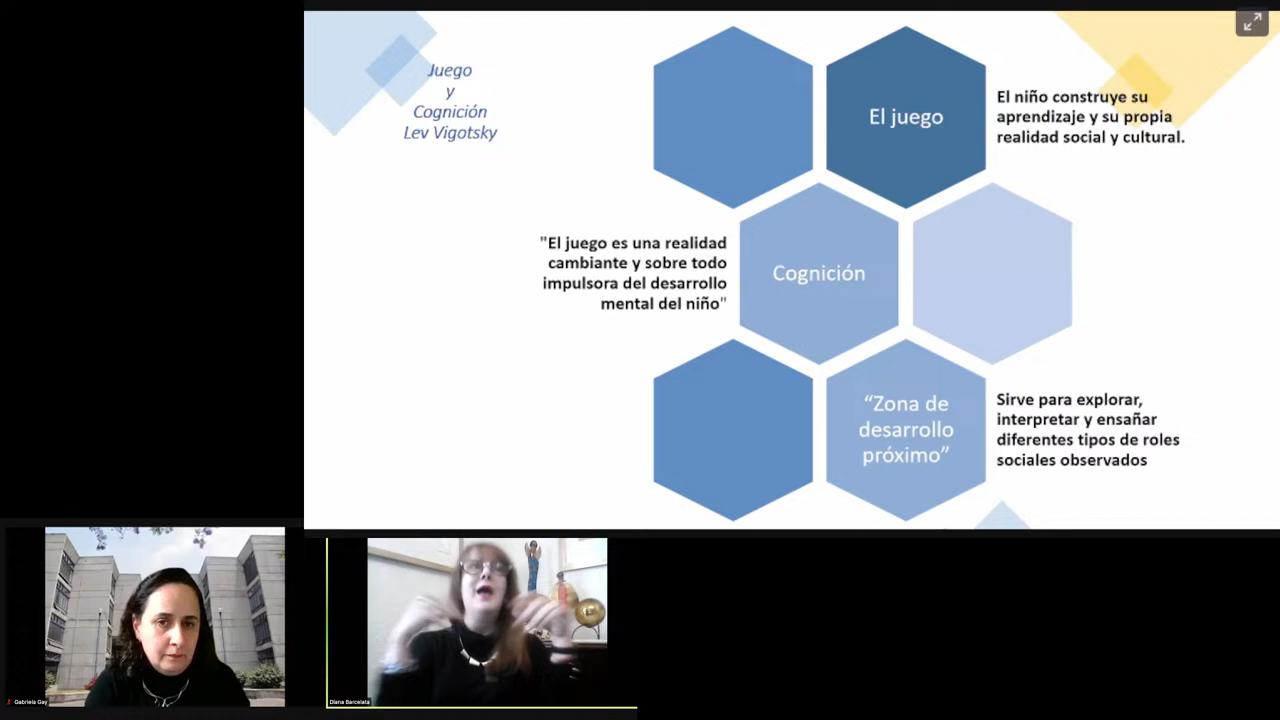 Juego
y
Cognición
Lev Vigotsky
El juego
El niño construye su
aprendizaje y su propia
realidad social y cultural.
"El juego es una realidad
cambiante y sobre todo
impulsora del desarrollo
mental del niño"
Cognición
“Zona de
desarrollo
próximo”
Sirve para explorar,
interpretar y ensañar
diferentes tipos de roles
sociales observados
Gabriela Gay
Diana Barcelata